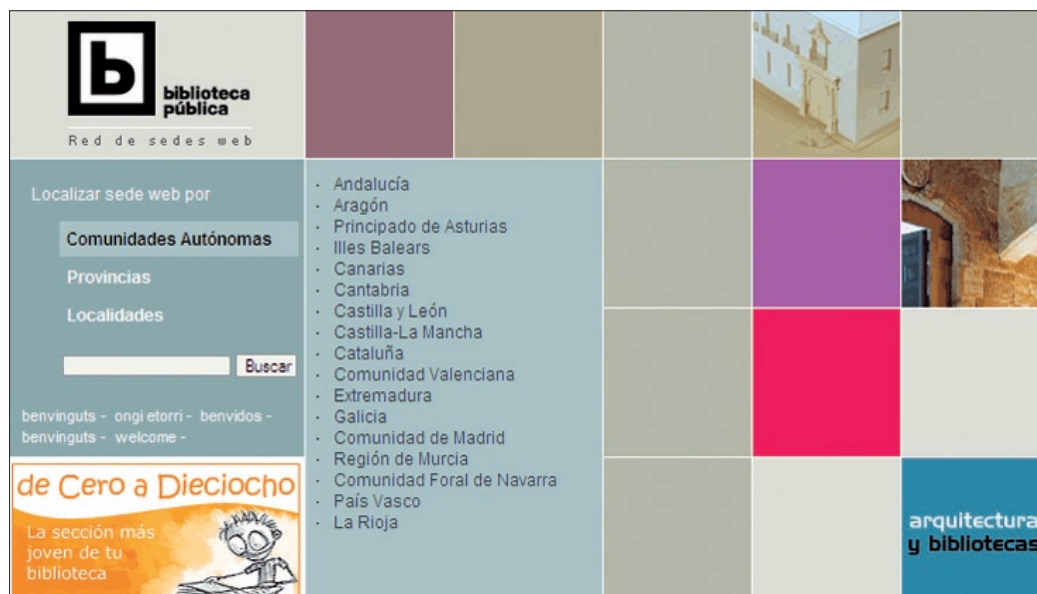 b
biblioteca
pública
Red de sedes web
Localizar sede web por
Comunidades Autónomas
Provincias
Localidades
Buscar
benvinguts - ongi etorri - benvidos -
benvinguts - welcome -
de Cero a Dieciocho
La sección más
joven de tu
biblioteca
· Andalucía
· Aragón
· Principado de Asturias
· Illes Balears
· Canarias
· Cantabria
· Castilla y León
· Castilla-La Mancha
· Cataluña
· Comunidad Valenciana
· Extremadura
· Galicia
· Comunidad de Madrid
· Región de Murcia
· Comunidad Foral de Navarra
· País Vasco
· La Rioja
arquitectura
y bibliotecas